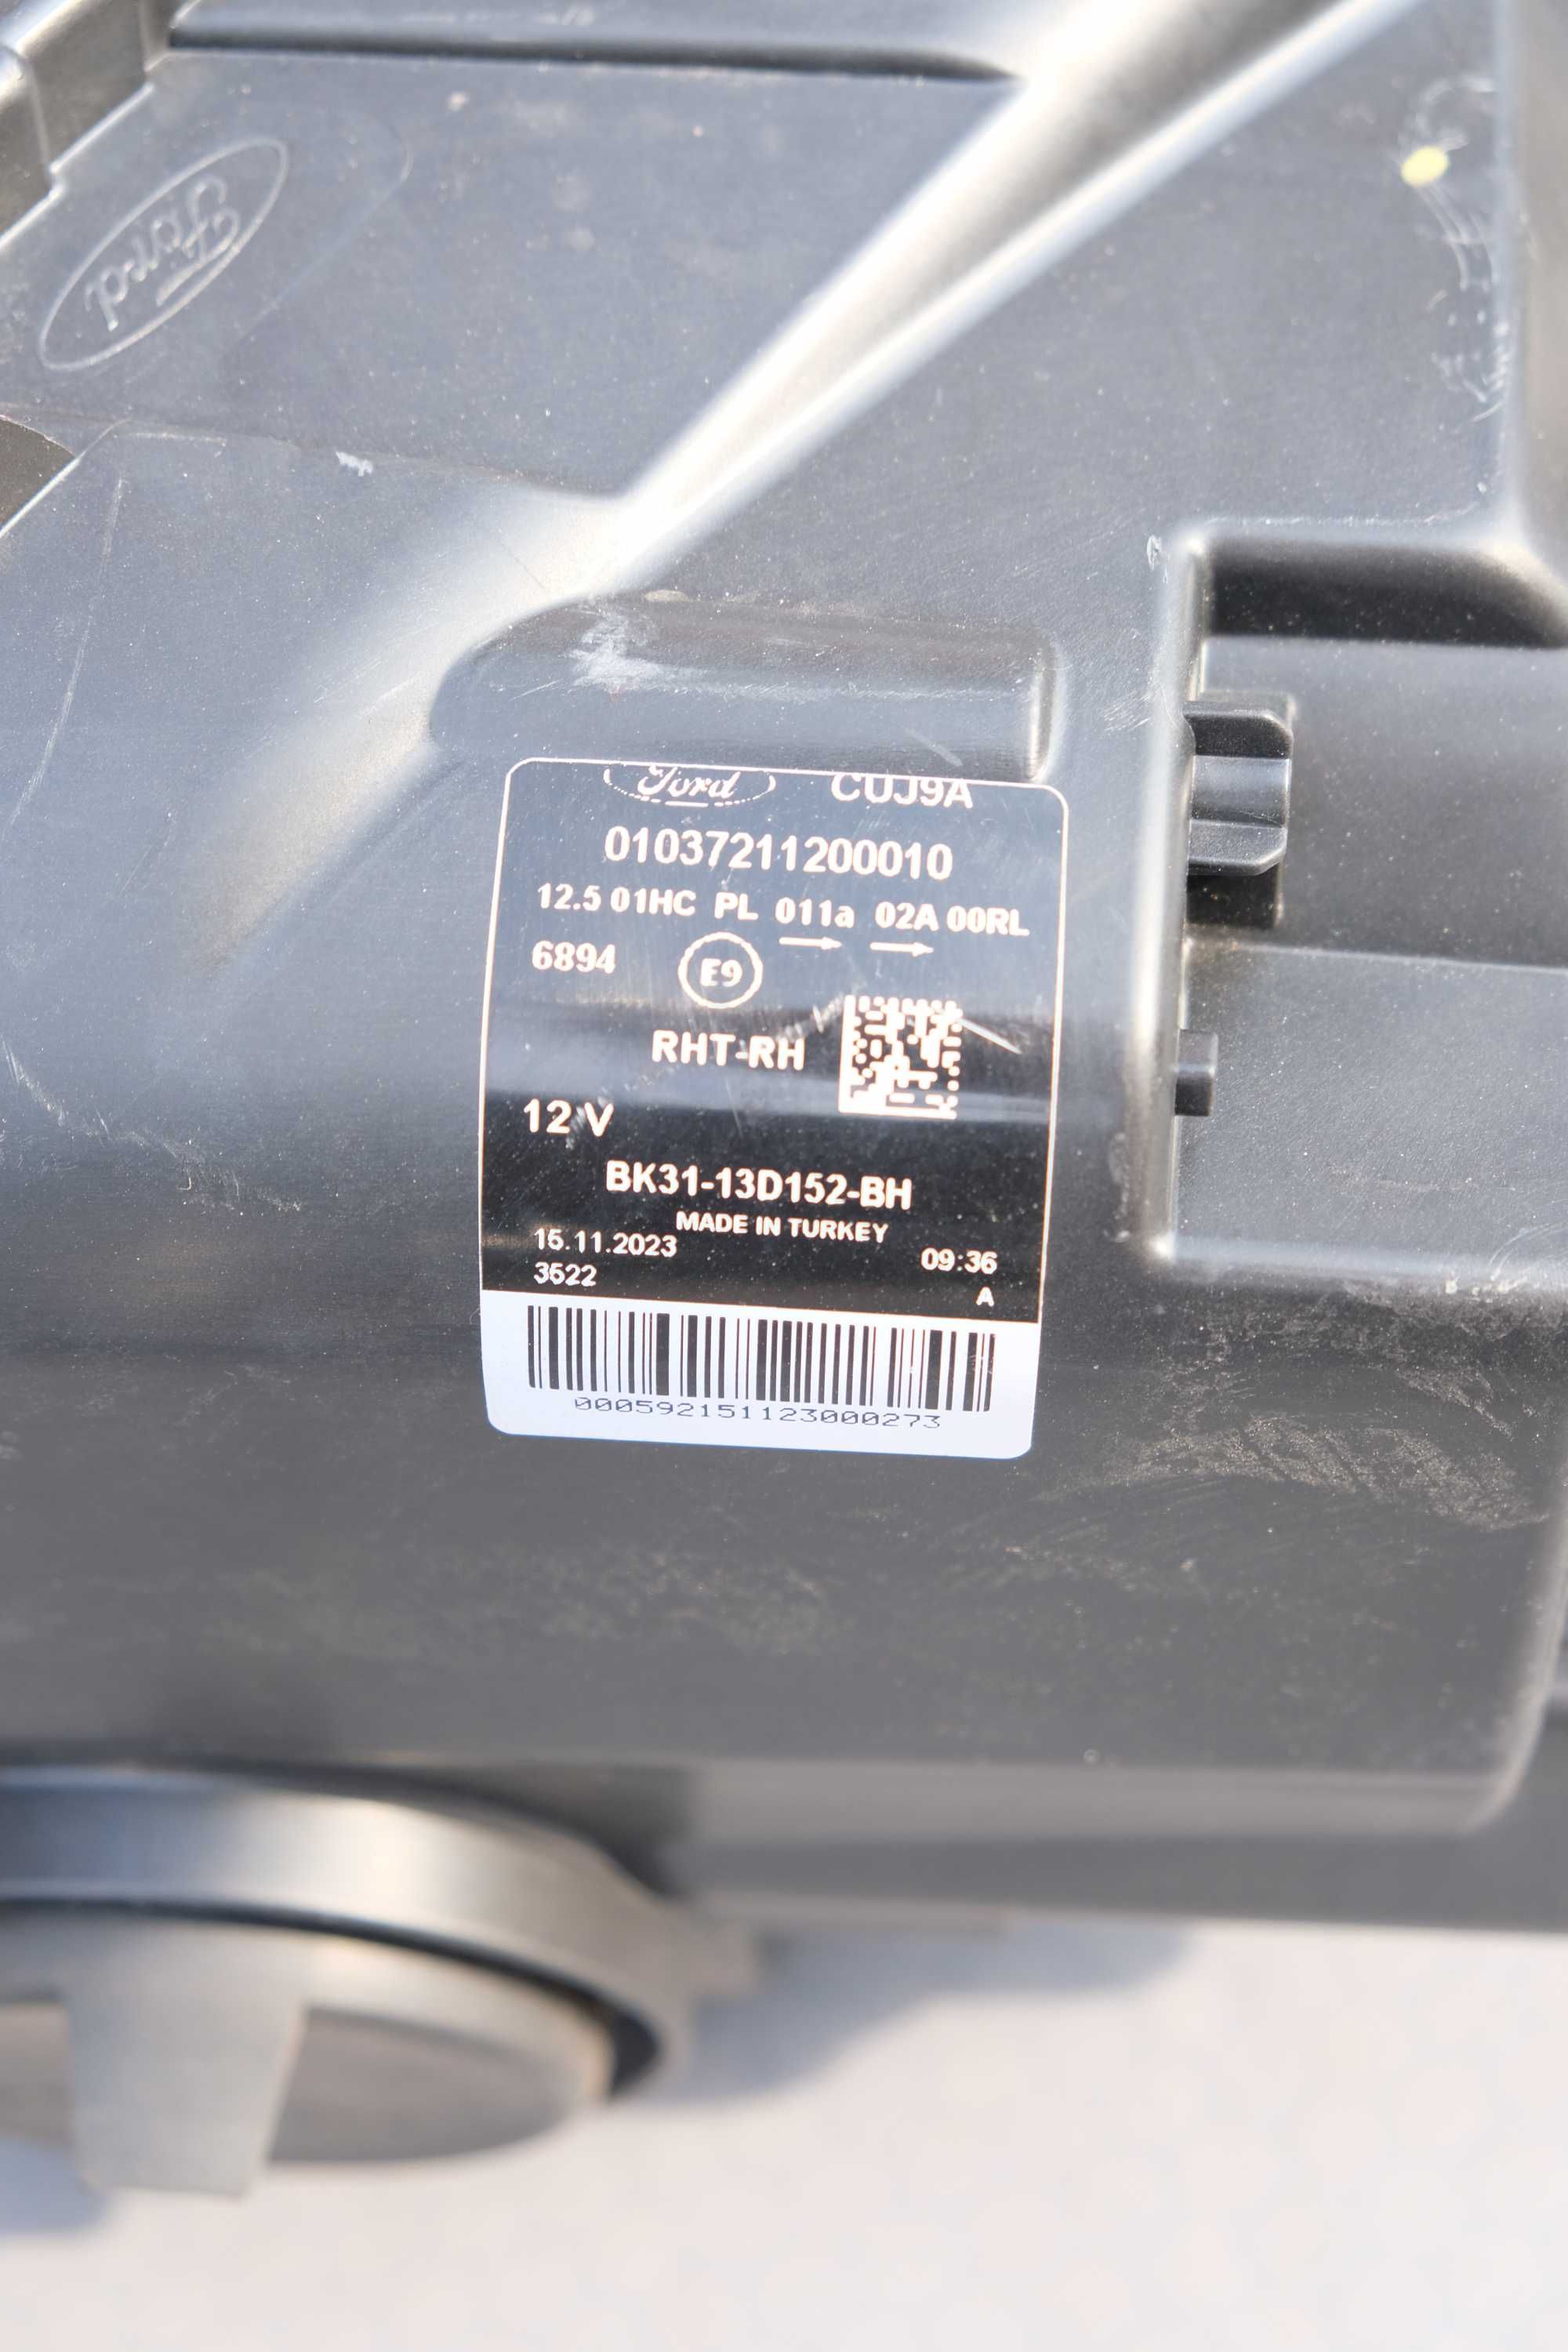 Ford
Ford CUJ9A
01037211200010
12.5 01HC PL 011a 02A 00RL
6894 E9
RHT-RH
12 V
BK31-13D152-BH
MADE IN TURKEY
15.11.2023 09:36
3522 A
000592151123000273